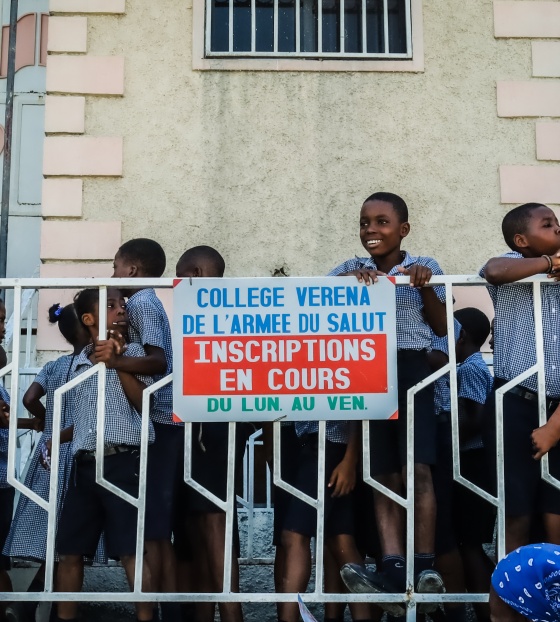 COLLEGE VERENA
DE L'ARMEE DU SALUT
INSCRIPTIONS
EN COURS
DU LUN. AU VEN.